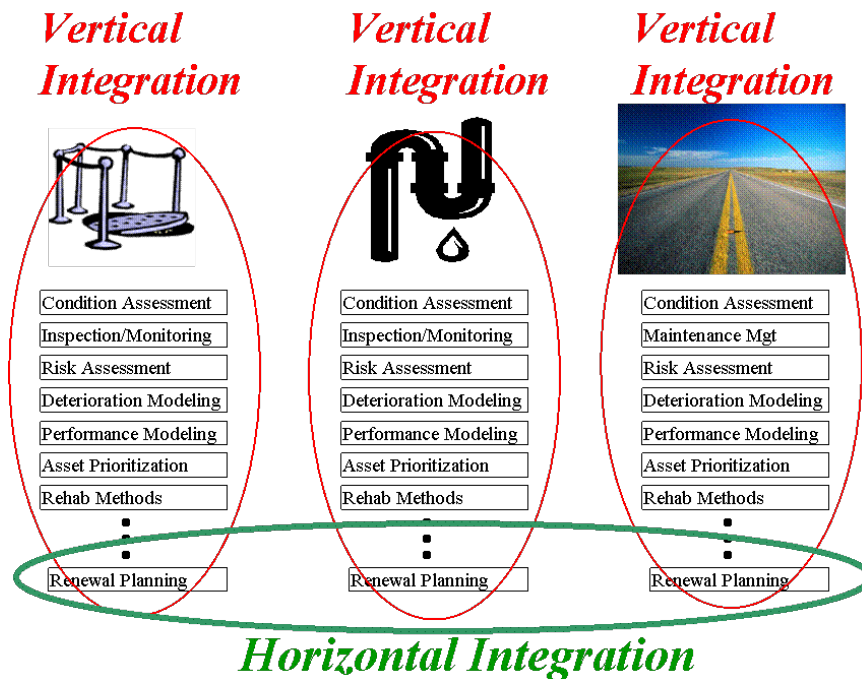 Vertical
Integration
Vertical
Integration
Vertical
Integration
Condition Assessment
Inspection/Monitoring
Risk Assessment
Deterioration Modeling
Performance Modeling
Asset Prioritization
Rehab Methods
Renewal Planning
Condition Assessment
Inspection/Monitoring
Risk Assessment
Deterioration Modeling
Performance Modeling
Asset Prioritization
Rehab Methods
Renewal Planning
Condition Assessment
Maintenance Mgt
Risk Assessment
Deterioration Modeling
Performance Modeling
Asset Prioritization
Rehab Methods
Renewal Planning
Horizontal Integration